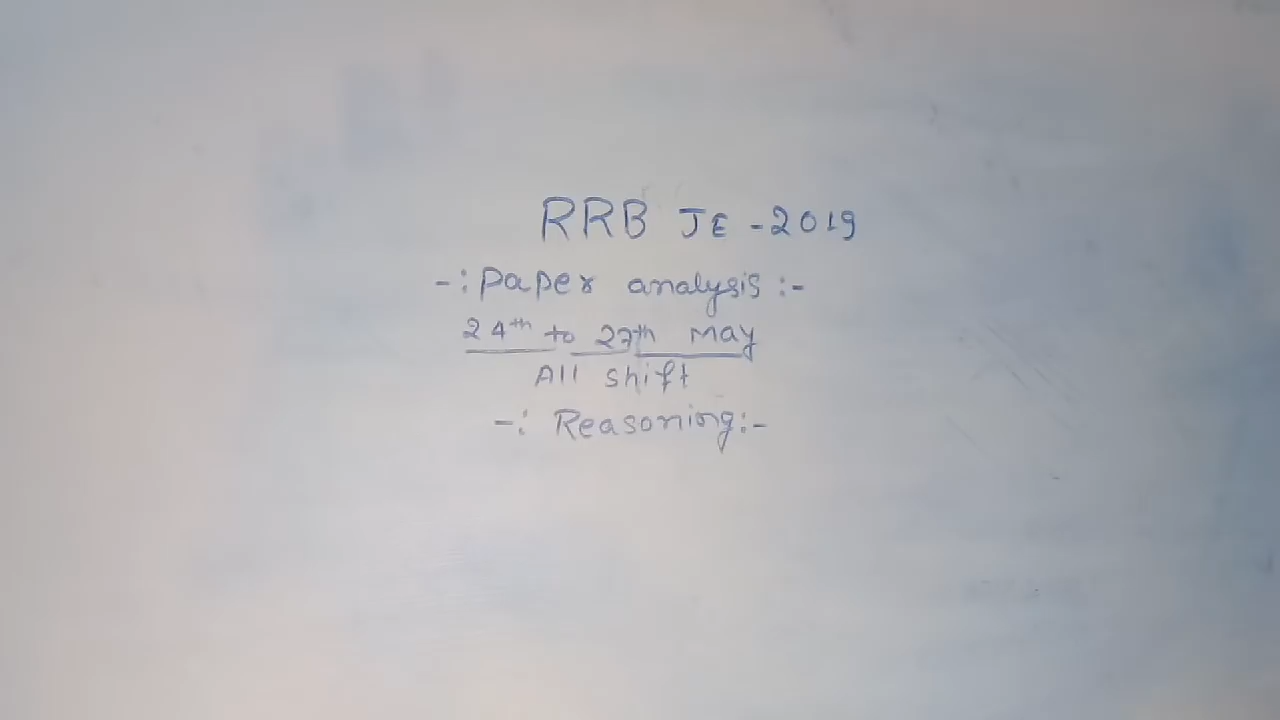 RRB JE -2019
-: Paper analysis :-
24th to 27th May
All shift
-: Reasoning:-